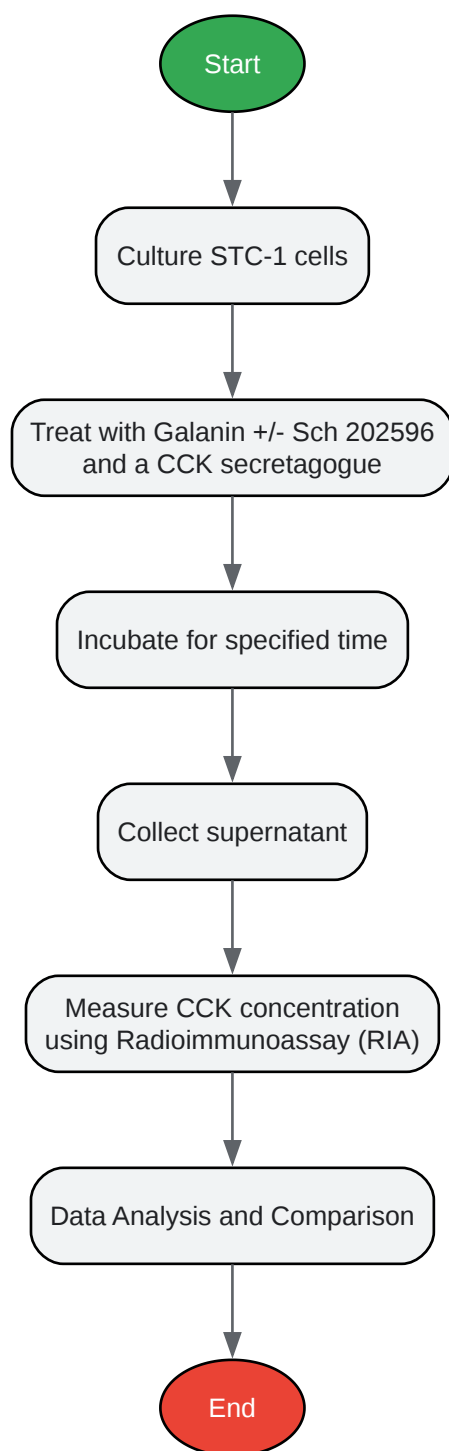 Start
Culture STC-1 cells
Treat with Galanin +/- Sch 202596
and a CCK secretagogue
Incubate for specified time
Collect supernatant
Measure CCK concentration
using Radioimmunoassay (RIA)
Data Analysis and Comparison
End